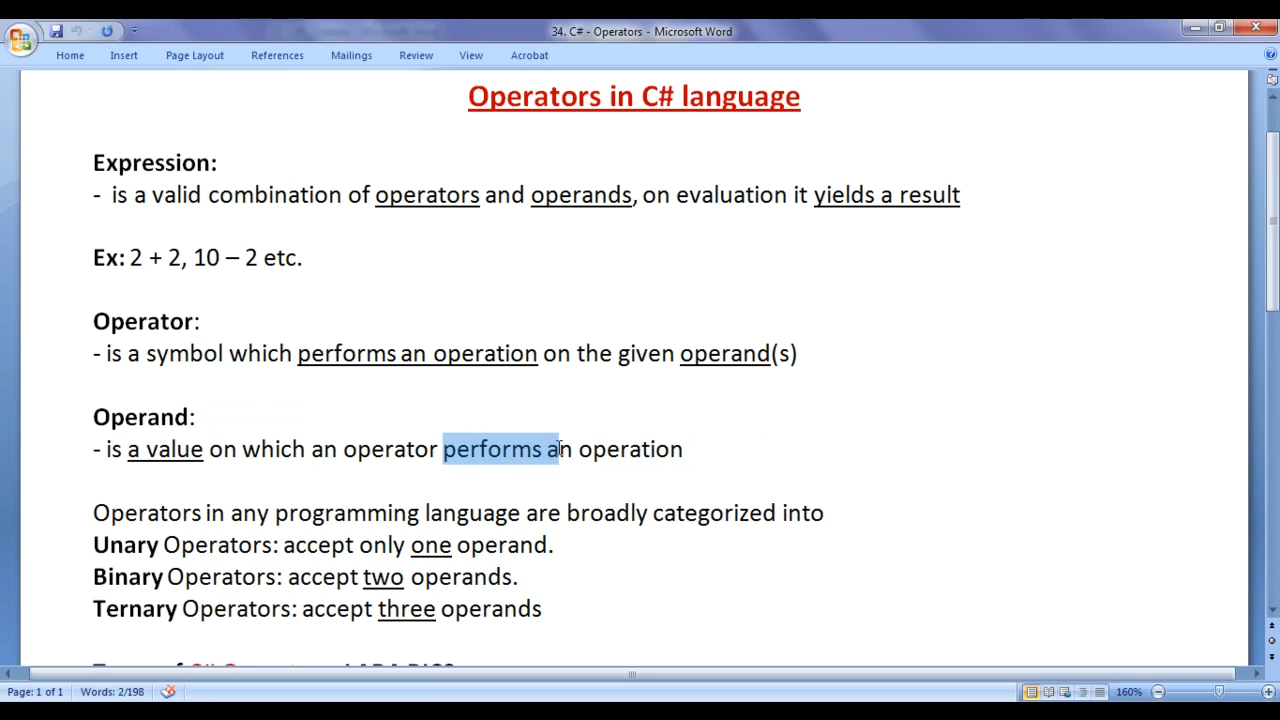 34. C# - Operators - Microsoft Word
Home Insert Page Layout References Mailings Review View Acrobat
Operators in C# language
Expression:
- is a valid combination of operators and operands, on evaluation it yields a result
Ex: 2 + 2, 10 – 2 etc.
Operator:
- is a symbol which performs an operation on the given operand(s)
Operand:
- is a value on which an operator performs an operation
Operators in any programming language are broadly categorized into
Unary Operators: accept only one operand.
Binary Operators: accept two operands.
Ternary Operators: accept three operands
Page: 1 of 1 Words: 2/198 160%